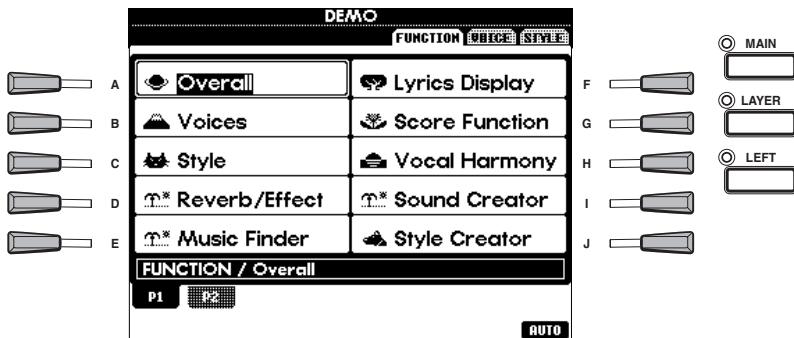 DEMO
FUNCTION VOICE STYLE
MAIN
A Overall Lyrics Display F
LAYER
B Voices Score Function G
LEFT
C Style Vocal Harmony H
D Reverb/Effect Sound Creator I
E Music Finder Style Creator J
FUNCTION / Overall
P1 P2
AUTO